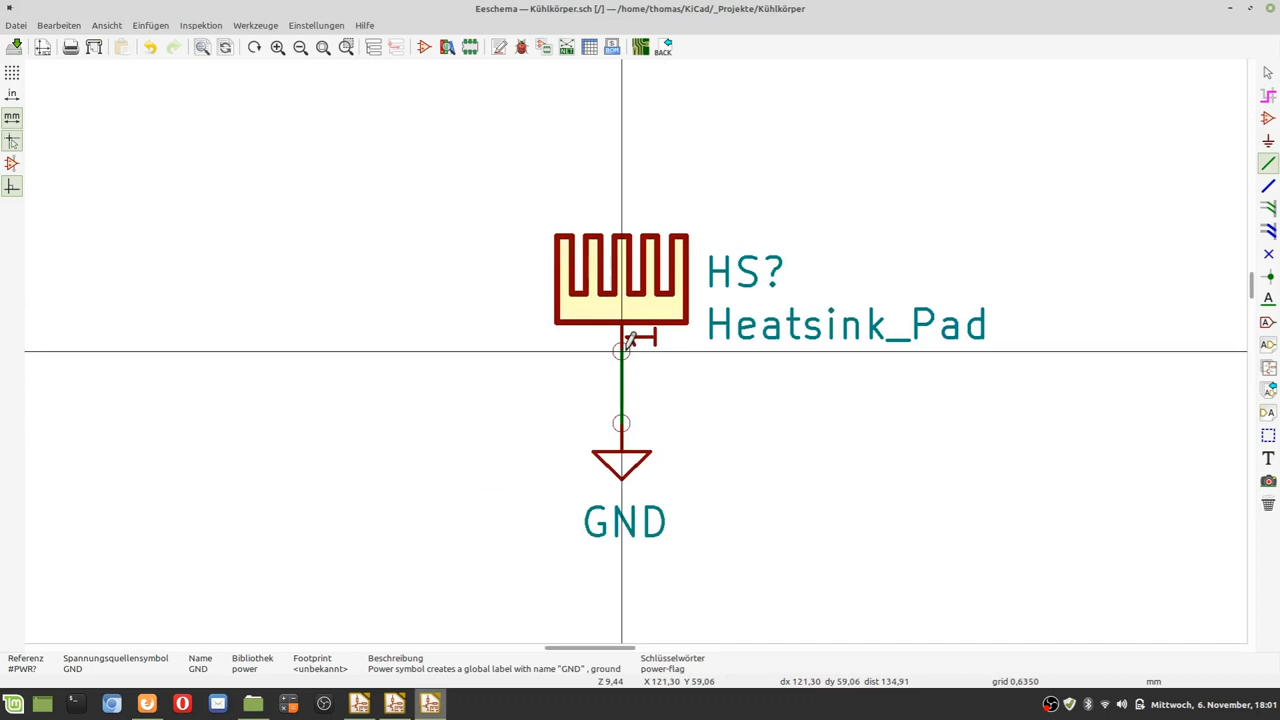 Eeschema — Kühlkörper.sch [/] — /home/thomas/KiCad/_Projekte/Kühlkörper
Datei Bearbeiten Ansicht Einfügen Inspektion Werkzeuge Einstellungen Hilfe
NET
BOM
BACK
in
mm
HS?
Heatsink_Pad
1
GND
A
T
Referenz Spannungsquellensymbol Name Bibliothek Footprint Beschreibung Schlüsselwörter
#PWR? GND GND power <unbekannt> Power symbol creates a global label with name "GND" , ground power-flag
Z 9,44 X 121,30 Y 59,06 dx 121,30 dy 59,06 dist 134,91 grid 0,6350 mm
Mittwoch, 6. November, 18:01